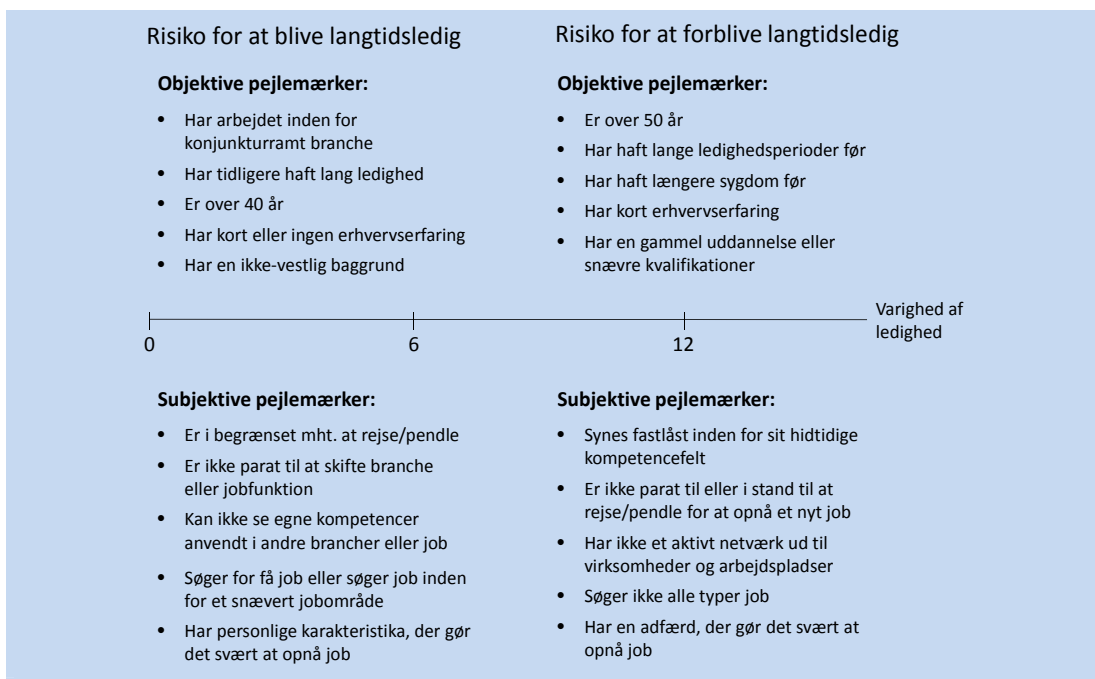 Risiko for at blive langtidsledig
Objektive pejlemærker:
• Har arbejdet inden for
konjunkturramt branche
• Har tidligere haft lang ledighed
• Er over 40 år
• Har kort eller ingen erhvervserfaring
• Har en ikke-vestlig baggrund
Risiko for at forblive langtidsledig
Objektive pejlemærker:
• Er over 50 år
• Har haft lange ledighedsperioder før
• Har haft længere sygdom før
• Har kort erhvervserfaring
• Har en gammel uddannelse eller
snævre kvalifikationer
0
6
12
Varighed af
ledighed
Subjektive pejlemærker:
• Er i begrænset mht. at rejse/pendle
• Er ikke parat til at skifte branche
eller jobfunktion
• Kan ikke se egne kompetencer
anvendt i andre brancher eller job
• Søger for få job eller søger job inden
for et snævert jobområde
• Har personlige karakteristika, der gør
det svært at opnå job
Subjektive pejlemærker:
• Synes fastlåst inden for sit hidtidige
kompetencefelt
• Er ikke parat til eller i stand til at
rejse/pendle for at opnå et nyt job
• Har ikke et aktivt netværk ud til
virksomheder og arbejdspladser
• Søger ikke alle typer job
• Har en adfærd, der gør det svært at
opnå job